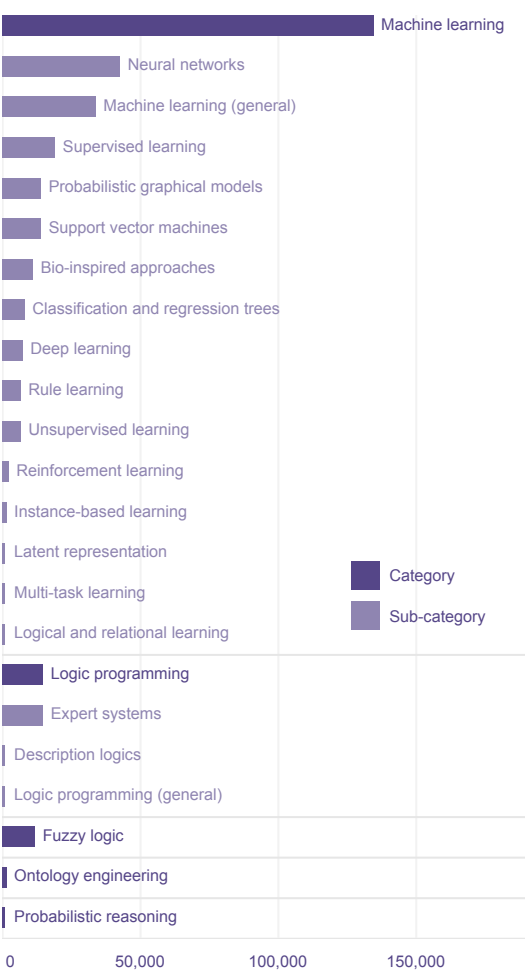 Machine learning
Neural networks
Machine learning (general)
Supervised learning
Probabilistic graphical models
Support vector machines
Bio-inspired approaches
Classification and regression trees
Deep learning
Rule learning
Unsupervised learning
Reinforcement learning
Instance-based learning
Latent representation
Category
Multi-task learning
Sub-category
Logical and relational learning
Logic programming
Expert systems
Description logics
Logic programming (general)
Fuzzy logic
Ontology engineering
Probabilistic reasoning
0 50,000 100,000 150,000